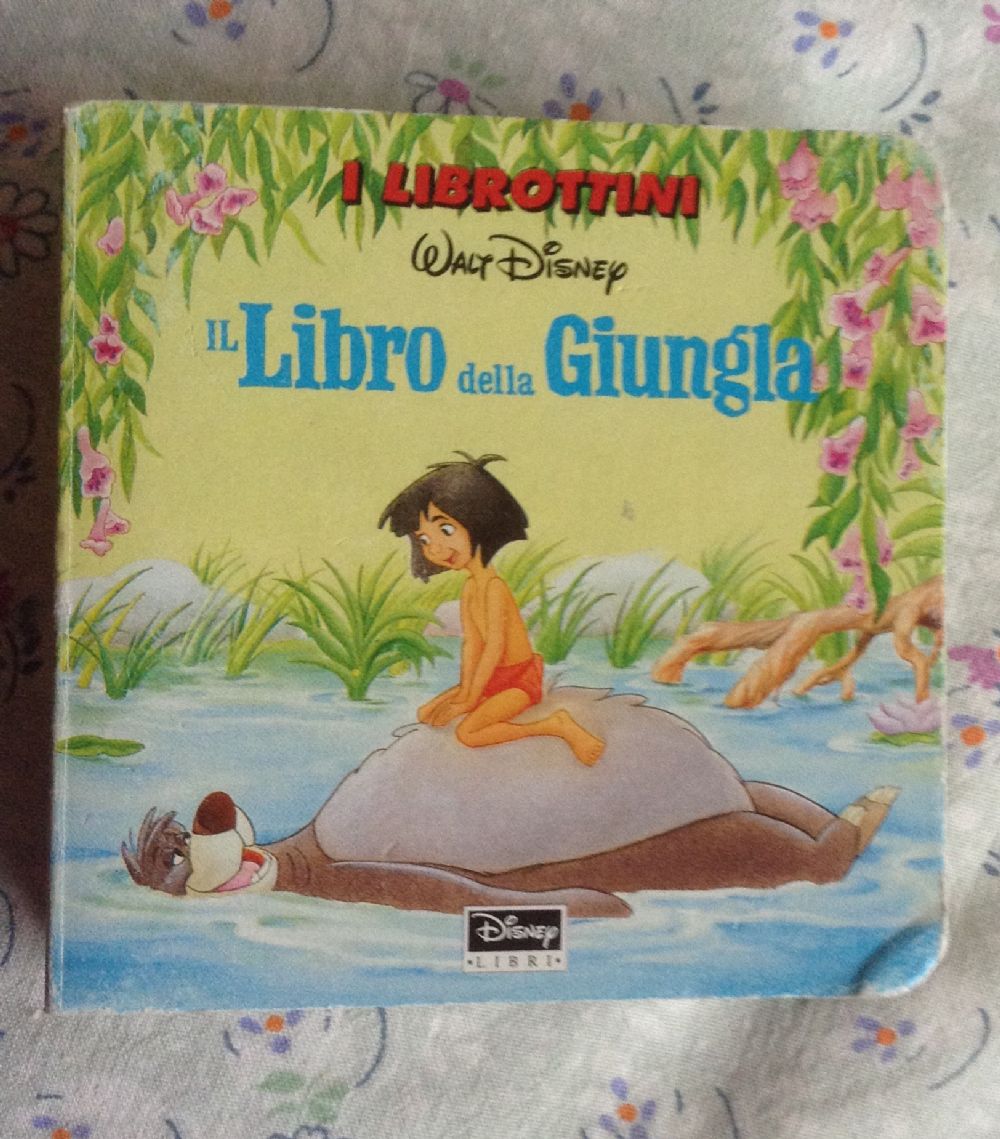 I LIBROTTINI
WALT DISNEY
IL Libro della Giungla
DISNEY
• LIBRI •